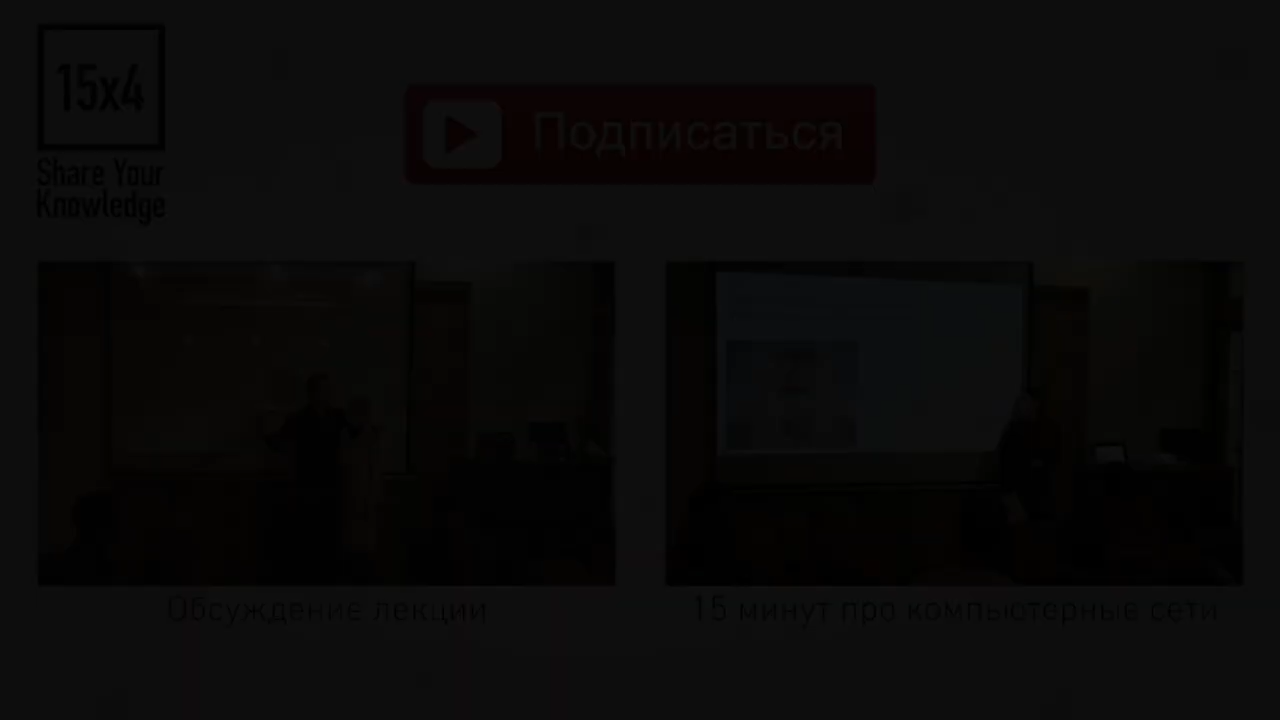 15x4
Share Your
Knowledge
Подписаться
Обсуждение лекции
15 минут про компьютерные сети